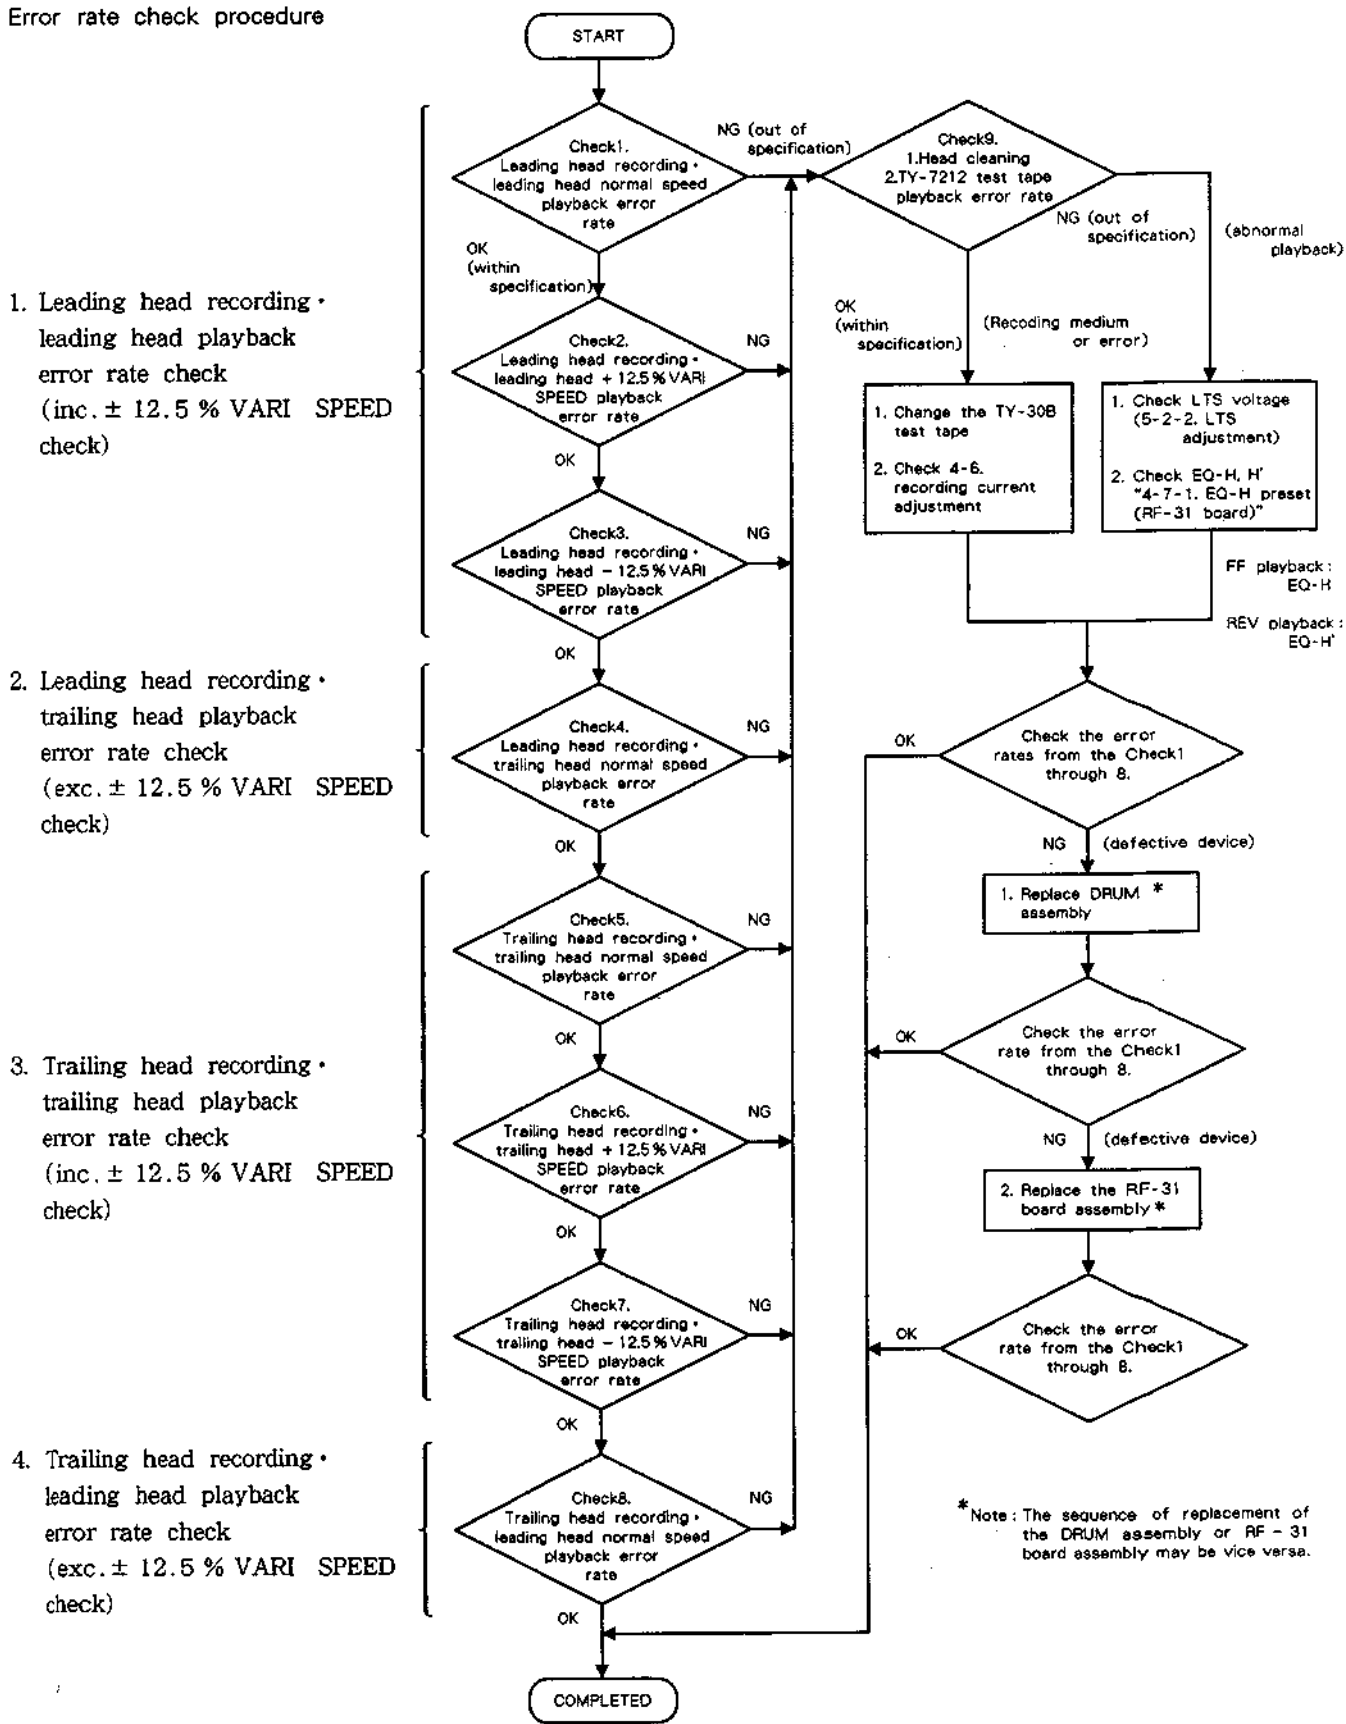 Error rate check procedure
START
Check1.
Leading head recording・
leading head normal speed
playback error
rate
NG (out of
specification)
OK
(within
specification)
Check2.
Leading head recording・
leading head + 12.5% VARI
SPEED playback
error rate
NG
OK
Check3.
Leading head recording・
leading head − 12.5% VARI
SPEED playback
error rate
NG
OK
1. Leading head recording・
leading head playback
error rate check
(inc. ± 12.5 % VARI SPEED
check)
Check4.
Leading head recording・
trailing head normal speed
playback error
rate
NG
OK
2. Leading head recording・
trailing head playback
error rate check
(exc. ± 12.5 % VARI SPEED
check)
Check5.
Trailing head recording・
trailing head normal speed
playback error
rate
NG
OK
Check6.
Trailing head recording・
trailing head + 12.5% VARI
SPEED playback
error rate
NG
OK
Check7.
Trailing head recording・
trailing head − 12.5% VARI
SPEED playback
error rate
NG
OK
3. Trailing head recording・
trailing head playback
error rate check
(inc. ± 12.5 % VARI SPEED
check)
Check8.
Trailing head recording・
leading head normal speed
playback error
rate
NG
OK
4. Trailing head recording・
leading head playback
error rate check
(exc. ± 12.5 % VARI SPEED
check)
COMPLETED
Check9.
1.Head cleaning
2.TY-7212 test tape
playback error rate
NG (out of
specification)
(abnormal
playback)
OK
(within
specification)
(Recoding medium
or error)
1. Change the TY-30B
test tape
2. Check 4-6.
recording current
adjustment
1. Check LTS voltage
(5-2-2. LTS
adjustment)
2. Check EQ-H, H'
"4-7-1. EQ-H preset
(RF-31 board)"
FF playback :
EQ-H
REV playback :
EQ-H'
Check the error
rates from the Check1
through 8.
OK
NG (defective device)
1. Replace DRUM *
assembly
Check the error
rate from the Check1
through 8.
OK
NG (defective device)
2. Replace the RF-31
board assembly *
Check the error
rate from the Check1
through 8.
OK
*Note : The sequence of replacement of
the DRUM assembly or RF - 31
board assembly may be vice versa.